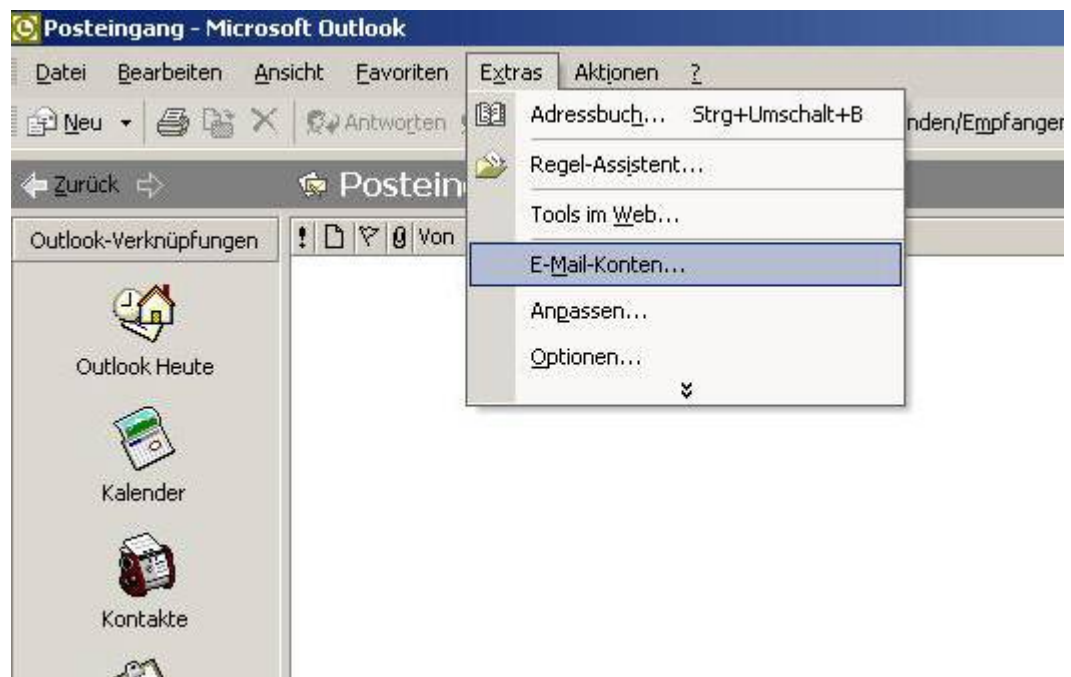 Posteingang - Microsoft Outlook
Datei Bearbeiten Ansicht Favoriten Extras Aktionen ?
Neu Antworten nden/Empfangen
Zurück Postein
Outlook-Verknüpfungen ! Von
Adressbuch... Strg+Umschalt+B
Regel-Assistent...
Tools im Web...
E-Mail-Konten...
Anpassen...
Optionen...
Outlook Heute
Kalender
Kontakte